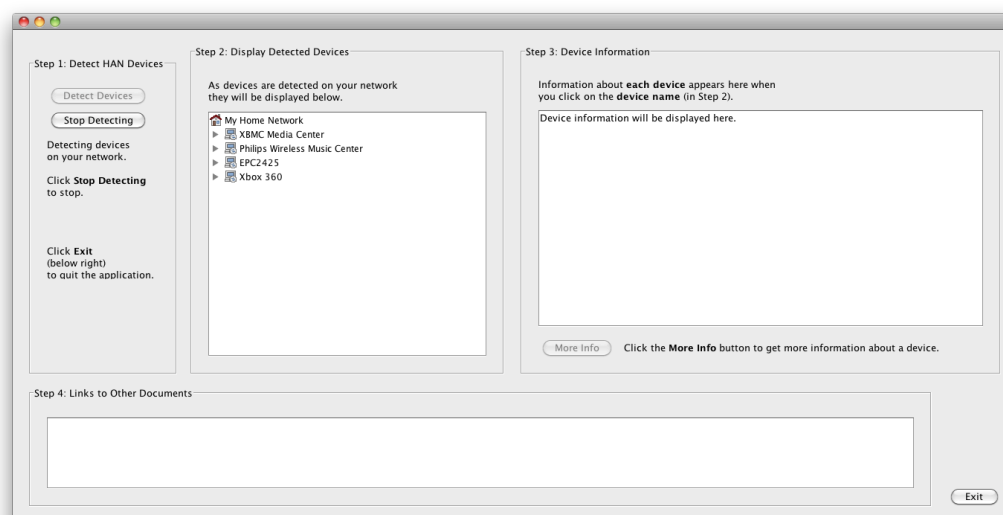 Step 1: Detect HAN Devices
Detect Devices
Stop Detecting
Detecting devices
on your network.
Click Stop Detecting
to stop.
Click Exit
(below right)
to quit the application.
Step 2: Display Detected Devices
As devices are detected on your network
they will be displayed below.
My Home Network
XBMC Media Center
Philips Wireless Music Center
EPC2425
Xbox 360
Step 3: Device Information
Information about each device appears here when
you click on the device name (in Step 2).
Device information will be displayed here.
More Info
Click the More Info button to get more information about a device.
Step 4: Links to Other Documents
Exit